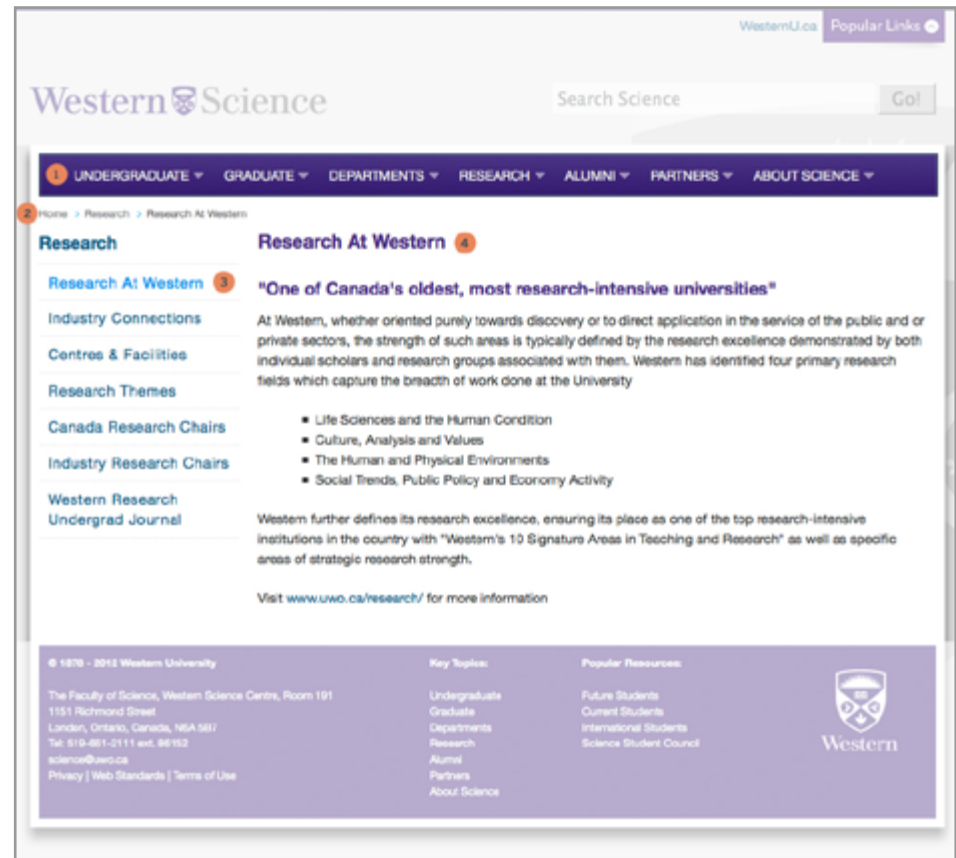 WesternU.ca Popular Links
Western Science
Search Science Go!
1 UNDERGRADUATE GRADUATE DEPARTMENTS RESEARCH ALUMNI PARTNERS ABOUT SCIENCE
2 Home > Research > Research At Western
Research
Research At Western 3
Industry Connections
Centres & Facilities
Research Themes
Canada Research Chairs
Industry Research Chairs
Western Research
Undergrad Journal
Research At Western 4
"One of Canada's oldest, most research-intensive universities"
At Western, whether oriented purely towards discovery or to direct application in the service of the public and or
private sectors, the strength of such areas is typically defined by the research excellence demonstrated by both
individual scholars and research groups associated with them. Western has identified four primary research
fields which capture the breadth of work done at the University
▪ Life Sciences and the Human Condition
▪ Culture, Analysis and Values
▪ The Human and Physical Environments
▪ Social Trends, Public Policy and Economy Activity
Western further defines its research excellence, ensuring its place as one of the top research-intensive
institutions in the country with "Western's 10 Signature Areas in Teaching and Research" as well as specific
areas of strategic research strength.
Visit www.uwo.ca/research/ for more information
© 1878 - 2012 Western University
The Faculty of Science, Western Science Centre, Room 191
1151 Richmond Street
London, Ontario, Canada, N6A 5B7
Tel: 519-661-2111 ext.
science@uwo.ca
Privacy | Web Standards | Terms of Use
Key Topics:
Undergraduate
Graduate
Departments
Research
Alumni
Partners
About Science
Popular Resources:
Future Students
Current Students
International Students
Science Student Council
Western